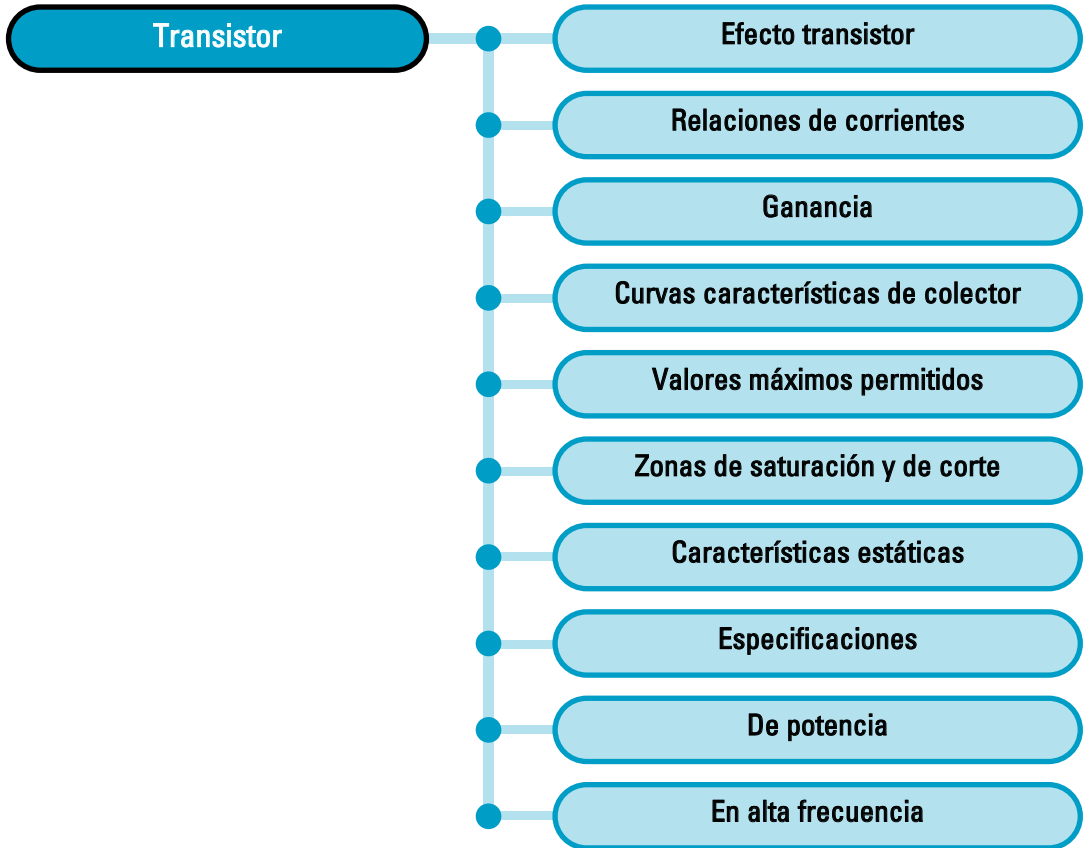 Transistor
Efecto transistor
Relaciones de corrientes
Ganancia
Curvas características de colector
Valores máximos permitidos
Zonas de saturación y de corte
Características estáticas
Especificaciones
De potencia
En alta frecuencia